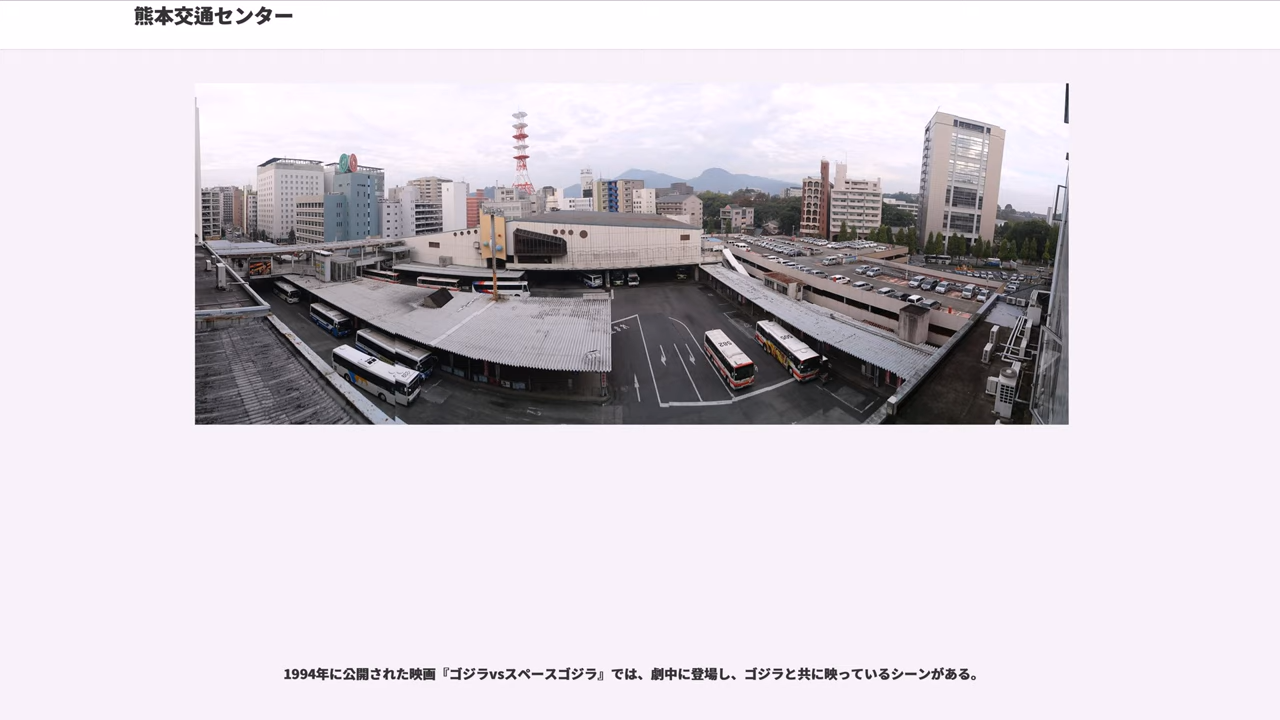 熊本交通センター
1994年に公開された映画『ゴジラvsスペースゴジラ』では、劇中に登場し、ゴジラと共に映っているシーンがある。